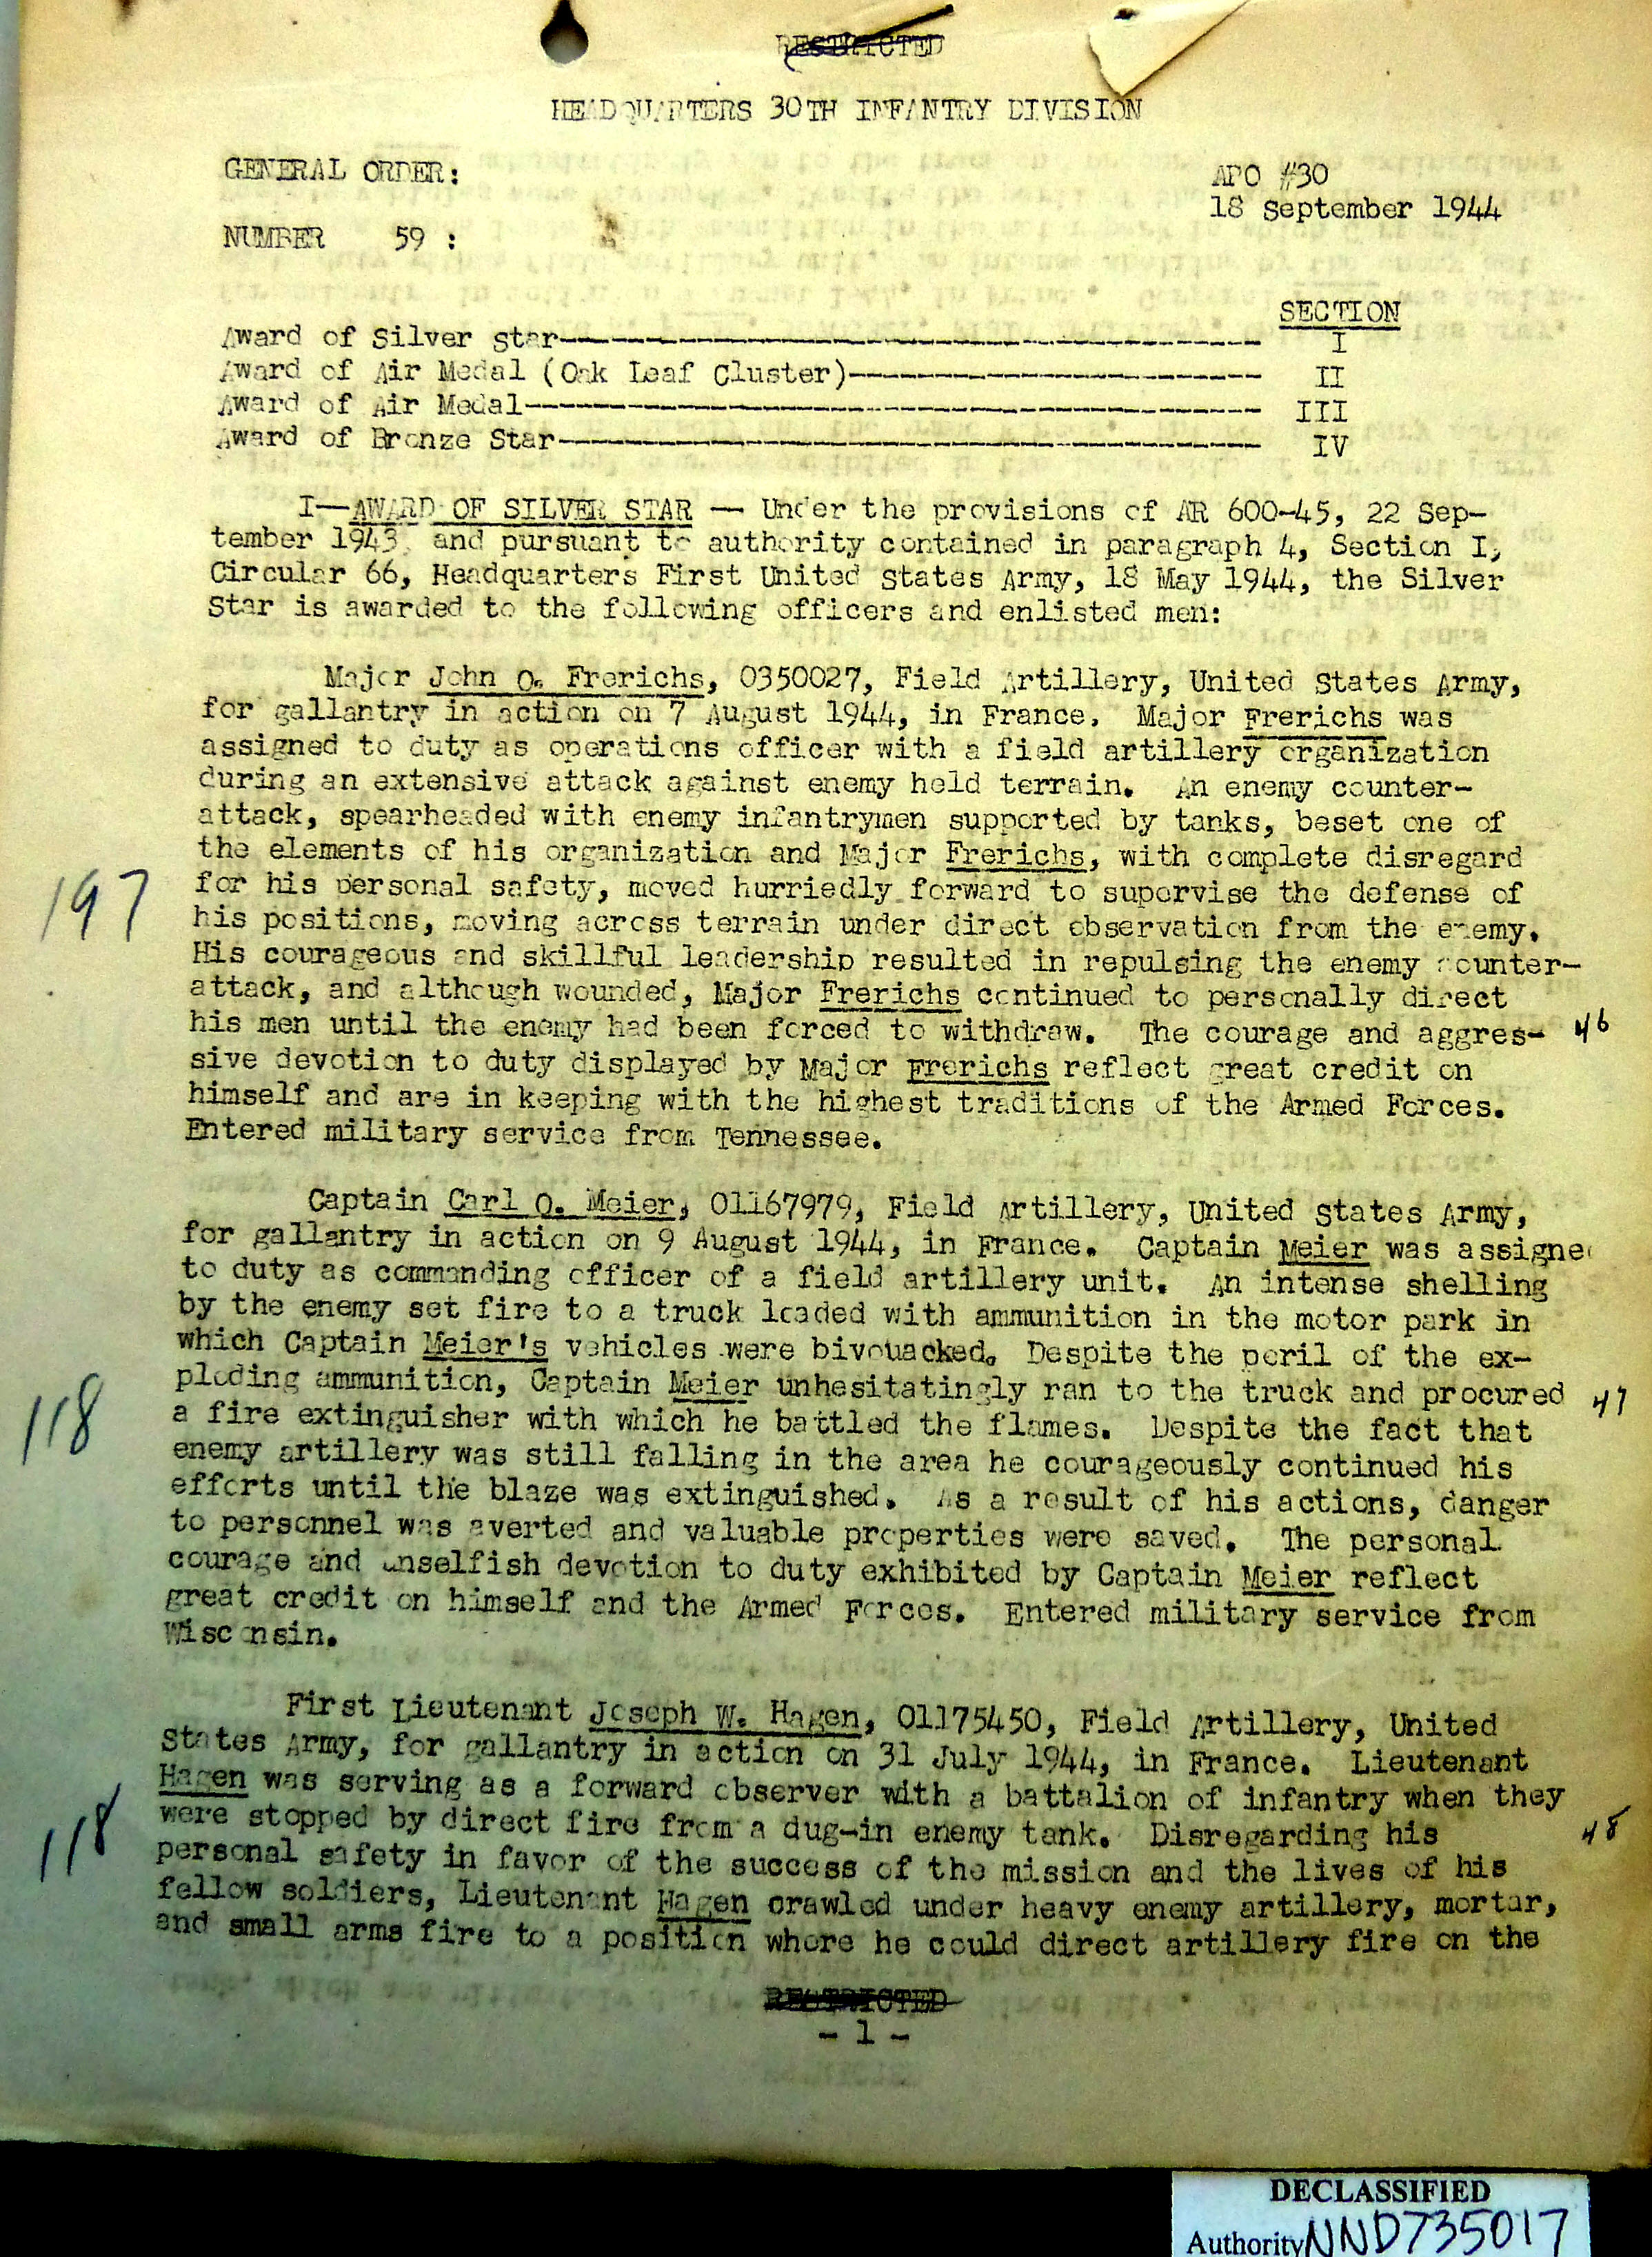 RESTRICTED
HEADQUARTERS 30TH INFANTRY DIVISION
GENERAL ORDER:
APO #30
18 September 1944
NUMBER 59 :
SECTION
Award of Silver Star---------- I
Award of Air Medal (Oak Leaf Cluster)---------- II
Award of Air Medal---------- III
Award of Bronze Star---------- IV
I—AWARD OF SILVER STAR — Under the provisions of AR 600-45, 22 Sep-
tember 1943, and pursuant to authority contained in paragraph 4, Section I,
Circular 66, Headquarters First United States Army, 18 May 1944, the Silver
Star is awarded to the following officers and enlisted men:
Major John O. Frerichs, 0350027, Field Artillery, United States Army,
for gallantry in action on 7 August 1944, in France. Major Frerichs was
assigned to duty as operations officer with a field artillery organization
during an extensive attack against enemy held terrain. An enemy counter-
attack, spearheaded with enemy infantrymen supported by tanks, beset one of
the elements of his organization and Major Frerichs, with complete disregard
for his personal safety, moved hurriedly forward to supervise the defense of
197
his positions, moving across terrain under direct observation from the enemy.
His courageous and skillful leadership resulted in repulsing the enemy counter-
attack, and although wounded, Major Frerichs continued to personally direct
his men until the enemy had been forced to withdraw. The courage and aggres- 46
sive devotion to duty displayed by Major Frerichs reflect great credit on
himself and are in keeping with the highest traditions of the Armed Forces.
Entered military service from Tennessee.
Captain Carl O. Meier, 01167979, Field Artillery, United States Army,
for gallantry in action on 9 August 1944, in France. Captain Meier was assigne
to duty as commanding officer of a field artillery unit. An intense shelling
by the enemy set fire to a truck loaded with ammunition in the motor park in
which Captain Meier's vehicles were bivouacked. Despite the peril of the ex-
ploding ammunition, Captain Meier unhesitatingly ran to the truck and procured 47
118
a fire extinguisher with which he battled the flames. Despite the fact that
enemy artillery was still falling in the area he courageously continued his
efforts until the blaze was extinguished. As a result of his actions, danger
to personnel was averted and valuable properties were saved. The personal
courage and unselfish devotion to duty exhibited by Captain Meier reflect
great credit on himself and the Armed Forces. Entered military service from
Wisconsin.
First Lieutenant Joseph W. Hagen, 01175450, Field Artillery, United
States Army, for gallantry in action on 31 July 1944, in France. Lieutenant
Hagen was serving as a forward observer with a battalion of infantry when they
were stopped by direct fire from a dug-in enemy tank. Disregarding his 48
118
personal safety in favor of the success of the mission and the lives of his
fellow soldiers, Lieutenant Hagen crawled under heavy enemy artillery, mortar,
and small arms fire to a position where he could direct artillery fire on the
RESTRICTED
- 1 -
DECLASSIFIED
Authority NND735017